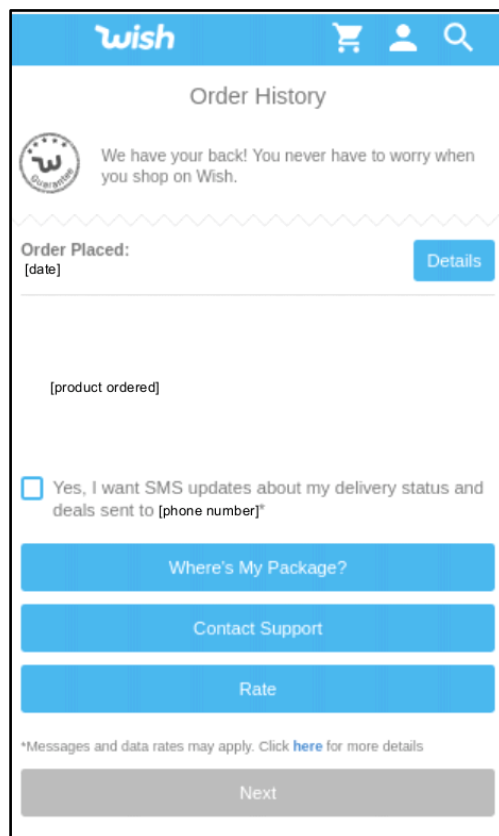 wish
Order History
w
Guarantee
We have your back! You never have to worry when
you shop on Wish.
Order Placed:
[date]
Details
[product ordered]
Yes, I want SMS updates about my delivery status and
deals sent to [phone number]*
Where's My Package?
Contact Support
Rate
*Messages and data rates may apply. Click here for more details
Next